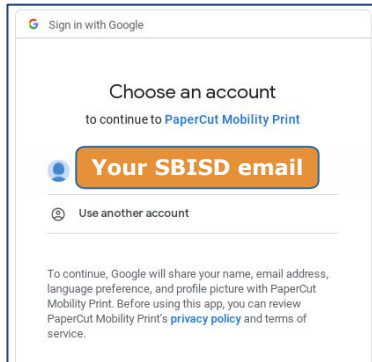 Sign in with Google
Choose an account
to continue to PaperCut Mobility Print
Your SBISD email
Use another account
To continue, Google will share your name, email address,
language preference, and profile picture with PaperCut
Mobility Print. Before using this app, you can review
PaperCut Mobility Print's privacy policy and terms of
service.